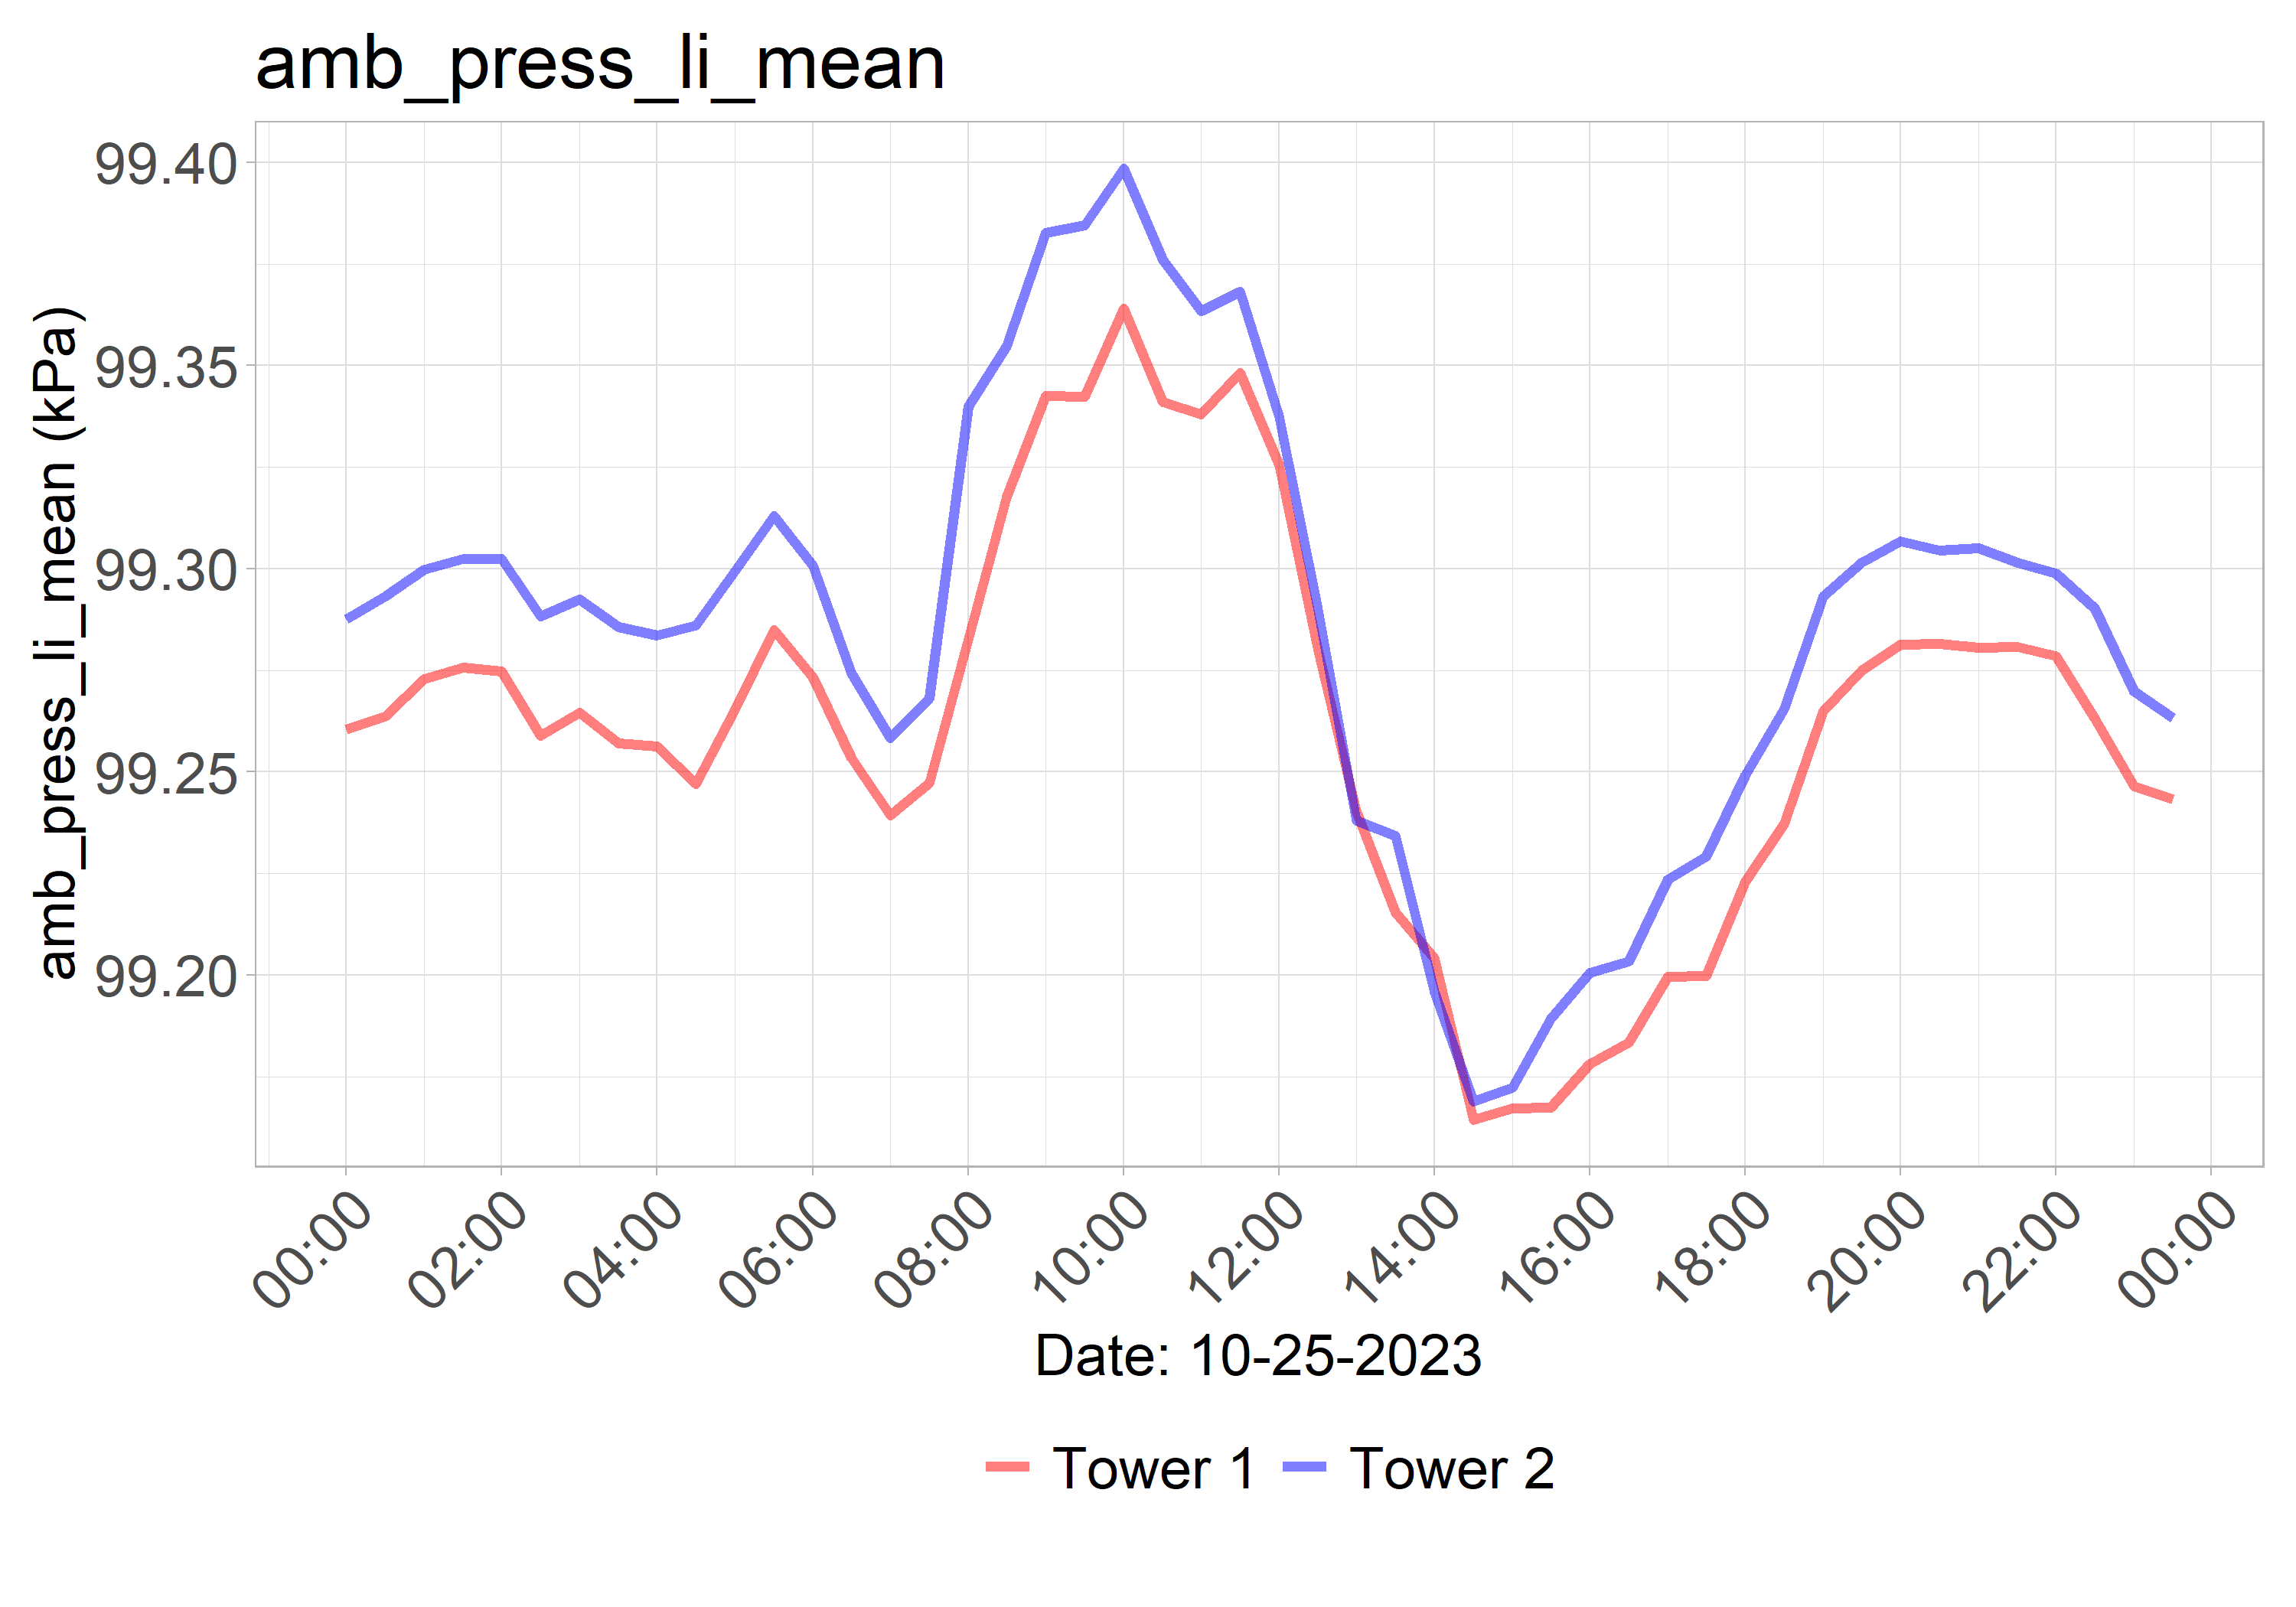 amb_press_li_mean
amb_press_li_mean (kPa)
99.40
99.35
99.30
99.25
99.20
00:00 02:00 04:00 06:00 08:00 10:00 12:00 14:00 16:00 18:00 20:00 22:00 00:00
Date: 10-25-2023
Tower 1 Tower 2